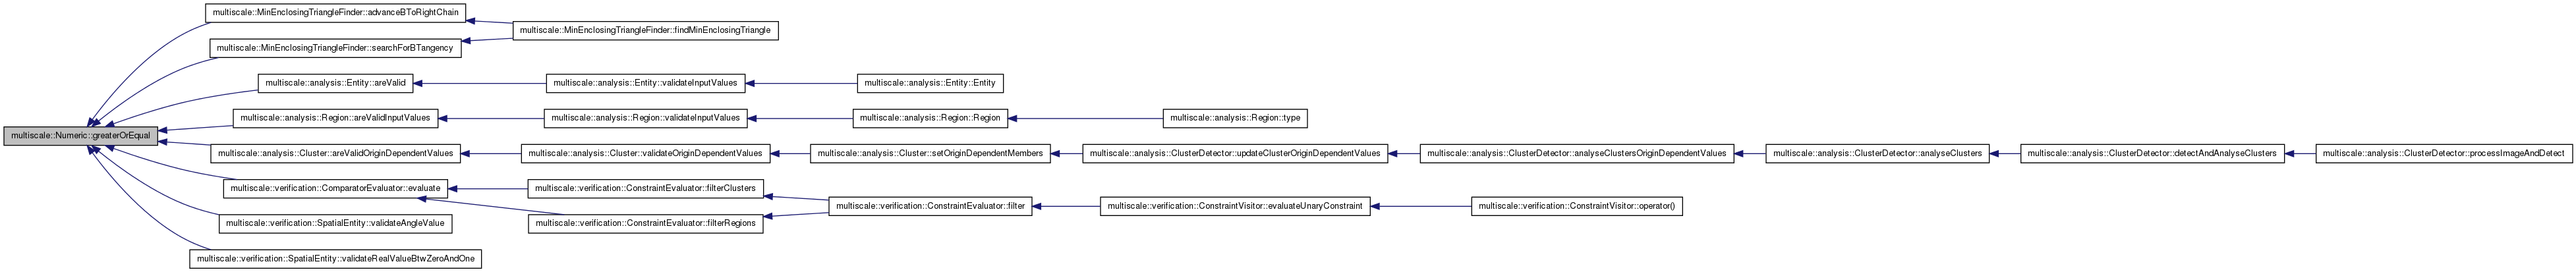 multiscale::MinEnclosingTriangleFinder::advanceBToRightChain
multiscale::MinEnclosingTriangleFinder::findMinEnclosingTriangle
multiscale::MinEnclosingTriangleFinder::searchForBTangency
multiscale::analysis::Entity::areValid
multiscale::analysis::Entity::validateInputValues
multiscale::analysis::Entity::Entity
multiscale::analysis::Region::areValidInputValues
multiscale::analysis::Region::validateInputValues
multiscale::analysis::Region::Region
multiscale::analysis::Region::type
multiscale::Numeric::greaterOrEqual
multiscale::analysis::Cluster::areValidOriginDependentValues
multiscale::analysis::Cluster::validateOriginDependentValues
multiscale::analysis::Cluster::setOriginDependentMembers
multiscale::analysis::ClusterDetector::updateClusterOriginDependentValues
multiscale::analysis::ClusterDetector::analyseClustersOriginDependentValues
multiscale::analysis::ClusterDetector::analyseClusters
multiscale::analysis::ClusterDetector::detectAndAnalyseClusters
multiscale::analysis::ClusterDetector::processImageAndDetect
multiscale::verification::ComparatorEvaluator::evaluate
multiscale::verification::ConstraintEvaluator::filterClusters
multiscale::verification::ConstraintEvaluator::filter
multiscale::verification::ConstraintVisitor::evaluateUnaryConstraint
multiscale::verification::ConstraintVisitor::operator()
multiscale::verification::SpatialEntity::validateAngleValue
multiscale::verification::ConstraintEvaluator::filterRegions
multiscale::verification::SpatialEntity::validateRealValueBtwZeroAndOne